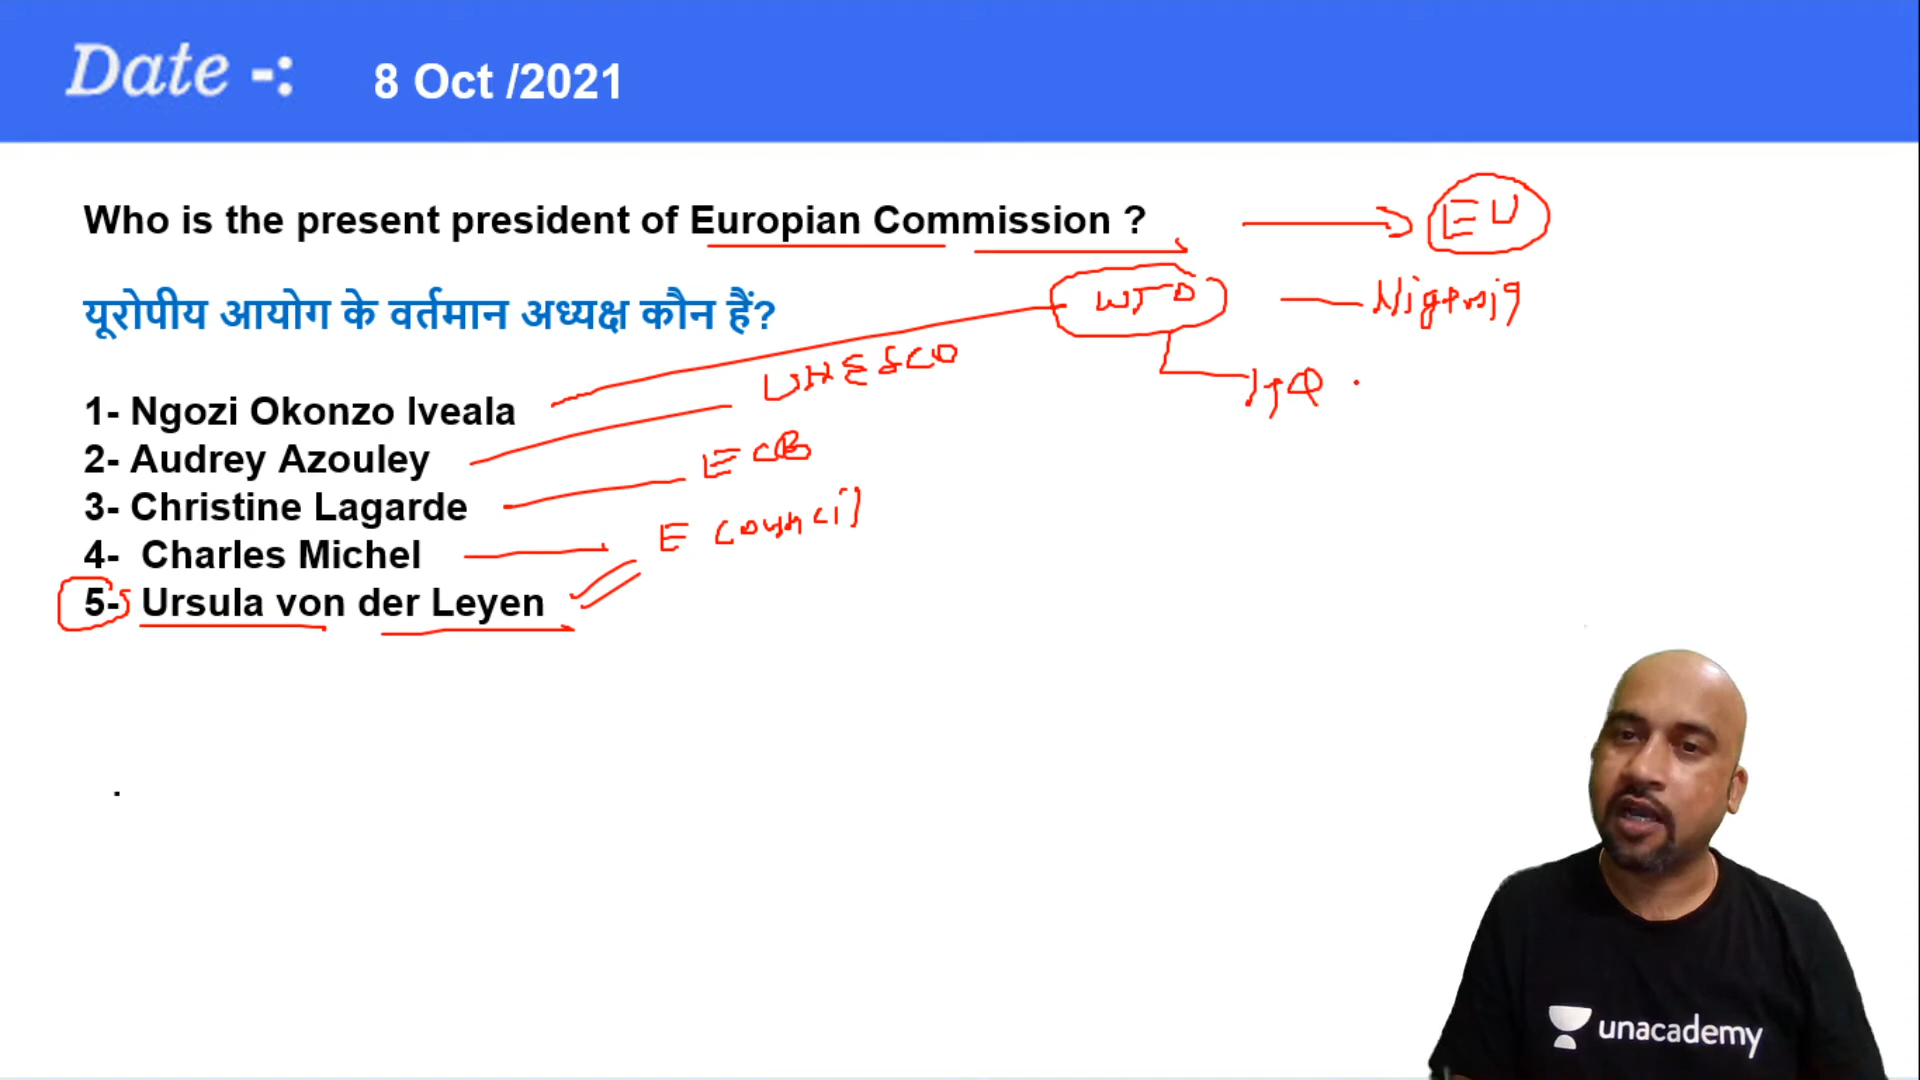 Date -: 8 Oct /2021
Who is the present president of Europian Commission ? EU
यूरोपीय आयोग के वर्तमान अध्यक्ष कौन हैं? WTO Nigeria
UNESCO
1- Ngozi Okonzo Iveala
2- Audrey Azouley ECB
3- Christine Lagarde
4- Charles Michel E Council
5- Ursula von der Leyen
unacademy